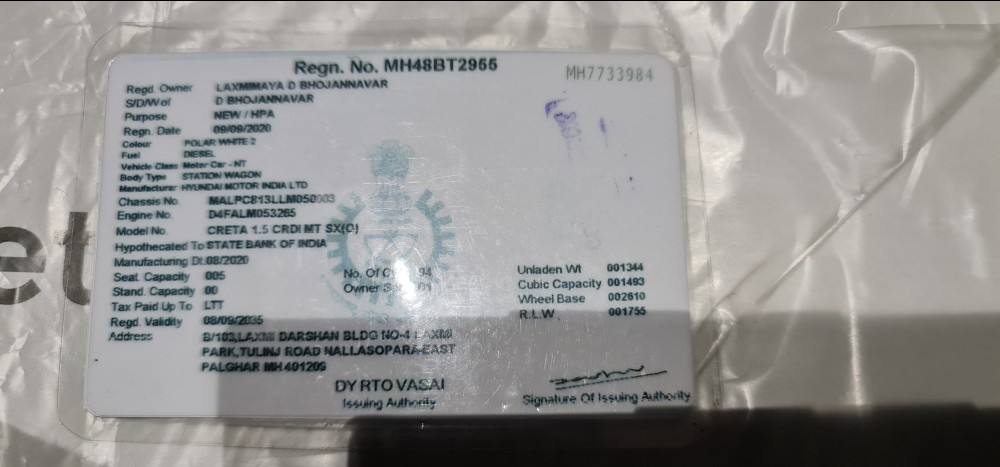 Regn. No. MH48BT2955
MH7733984
Regd. Owner LAXMIMAYA D BHOJANNAVAR
S/D/W of D BHOJANNAVAR
Purpose NEW / HPA
Regn. Date 09/09/2020
Colour POLAR WHITE 2
Fuel DIESEL
Vehicle Class Motor Car - NT
Body Type STATION WAGON
Manufacturer HYUNDAI MOTOR INDIA LTD
Chassis No. MALPC813LLM050003
Engine No. D4FALM053265
Model No. CRETA 1.5 CRDI MT SX(O)
Hypothecated To STATE BANK OF INDIA
Manufacturing Dt. 08/2020
Seat. Capacity 005 No. Of Unladen Wt 001344
Stand. Capacity 00 Owner Cubic Capacity 001493
Tax Paid Up To LTT Wheel Base 002610
Regd. Validity 08/09/2035 R.L.W. 001755
Address B/103,LAXMI DARSHAN BLDG NO-4 LAXMI
PARK,TULINJ ROAD NALLASOPARA-EAST
PALGHAR MH 401209
DY RTO VASAI
Issuing Authority Signature Of Issuing Authority
et